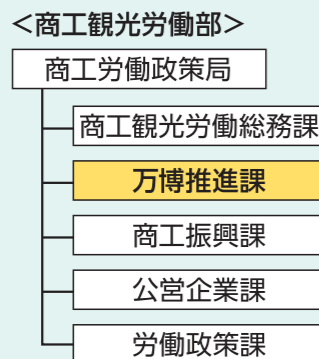 ＜商工観光労働部＞
商工労働政策局
商工観光労働総務課
万博推進課
商工振興課
公営企業課
労働政策課